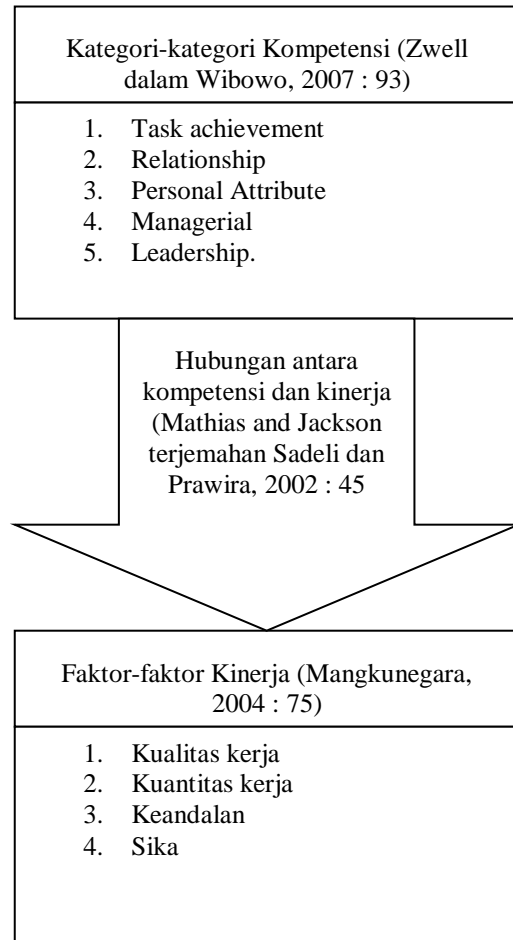 Kategori-kategori Kompetensi (Zwell
dalam Wibowo, 2007 : 93)
1. Task achievement
2. Relationship
3. Personal Attribute
4. Managerial
5. Leadership.
Hubungan antara
kompetensi dan kinerja
(Mathias and Jackson
terjemahan Sadeli dan
Prawira, 2002 : 45
Faktor-faktor Kinerja (Mangkunegara,
2004 : 75)
1. Kualitas kerja
2. Kuantitas kerja
3. Keandalan
4. Sika